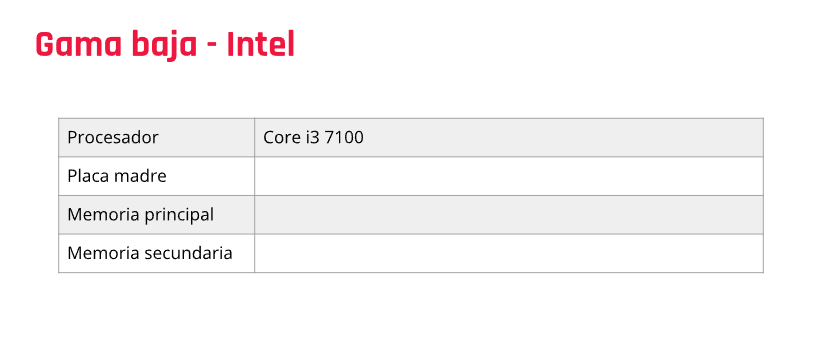 Gama baja - Intel
Procesador Core i3 7100
Placa madre
Memoria principal
Memoria secundaria